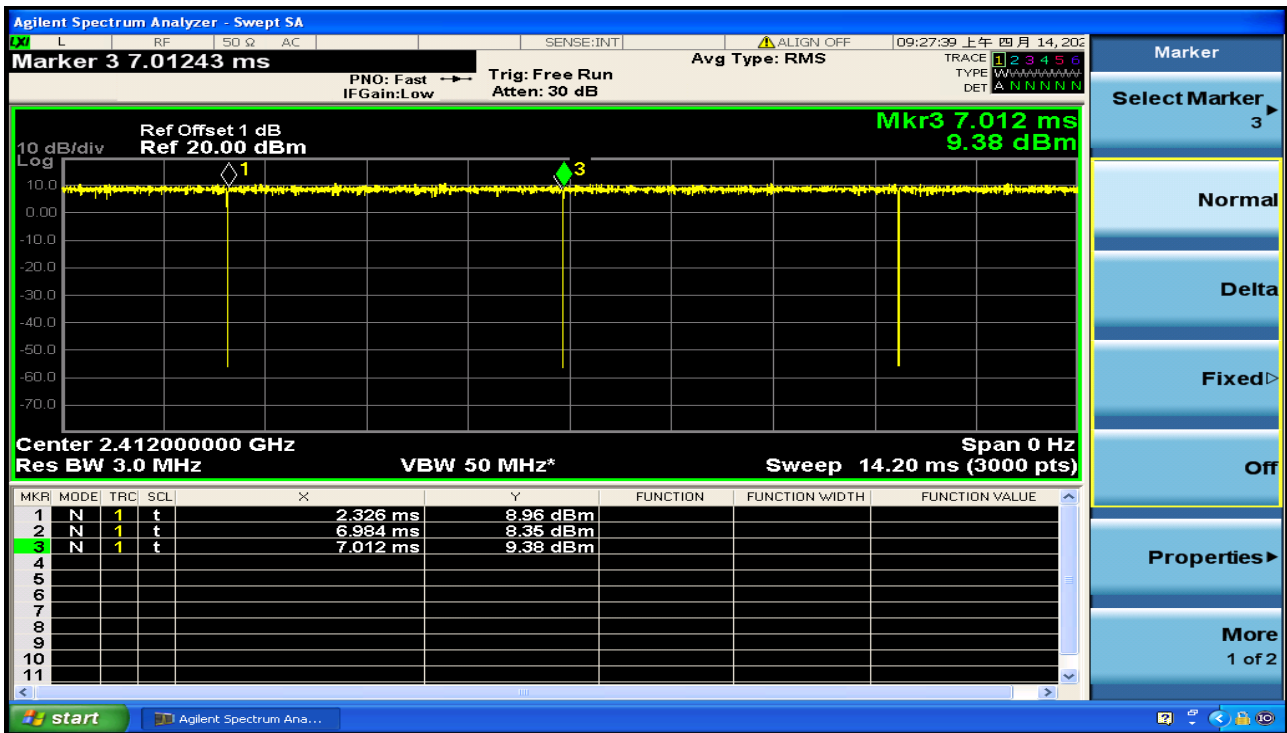 Agilent Spectrum Analyzer - Swept SA
LXI L RF 50 Ω AC SENSE:INT ALIGN OFF 09:27:39 上午 四月 14, 202
Marker 3 7.01243 ms
PNO: Fast
IFGain:Low
Trig: Free Run
Atten: 30 dB
Avg Type: RMS
TRACE 1 2 3 4 5 6
TYPE
DET A N N N N N
Ref Offset 1 dB
10 dB/div Ref 20.00 dBm
Log
Mkr3 7.012 ms
9.38 dBm
1
3
10.0
0.00
-10.0
-20.0
-30.0
-40.0
-50.0
-60.0
-70.0
Center 2.412000000 GHz Span 0 Hz
Res BW 3.0 MHz VBW 50 MHz* Sweep 14.20 ms (3000 pts)
MKR MODE TRC SCL X Y FUNCTION FUNCTION WIDTH FUNCTION VALUE
1 N 1 t 2.326 ms 8.96 dBm
2 N 1 t 6.984 ms 8.35 dBm
3 N 1 t 7.012 ms 9.38 dBm
4
5
6
7
8
9
10
11
Marker
Select Marker
3
Normal
Delta
Fixed
Off
Properties
More
1 of 2
start Agilent Spectrum Ana...